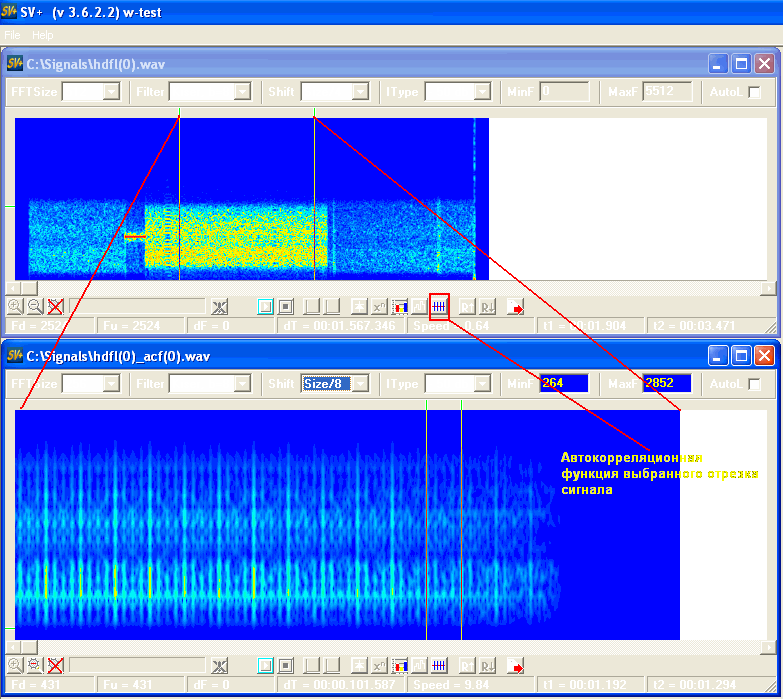 SV+ (v 3.6.2.2) w-test
File Help
C:\Signals\hdfl(0).wav
FFTSize Filter Shift IType MinF 0 MaxF 5512 AutoL
Fd = 252 Fu = 2524 dF = 0 dT = 00:01.567.346 Speed 0.64 t1 = 00:01.904 t2 = 00:03.471
C:\Signals\hdfl(0)_acf(0).wav
FFTSize Filter Shift Size/8 IType MinF 264 MaxF 2852 AutoL
Автокорреляционная
функция выбранного отрезка
сигнала
Fd = 431 Fu = 431 dF = 0 dT = 00:00.101.587 Speed = 9.84 t1 = 00:01.192 t2 = 00:01.294